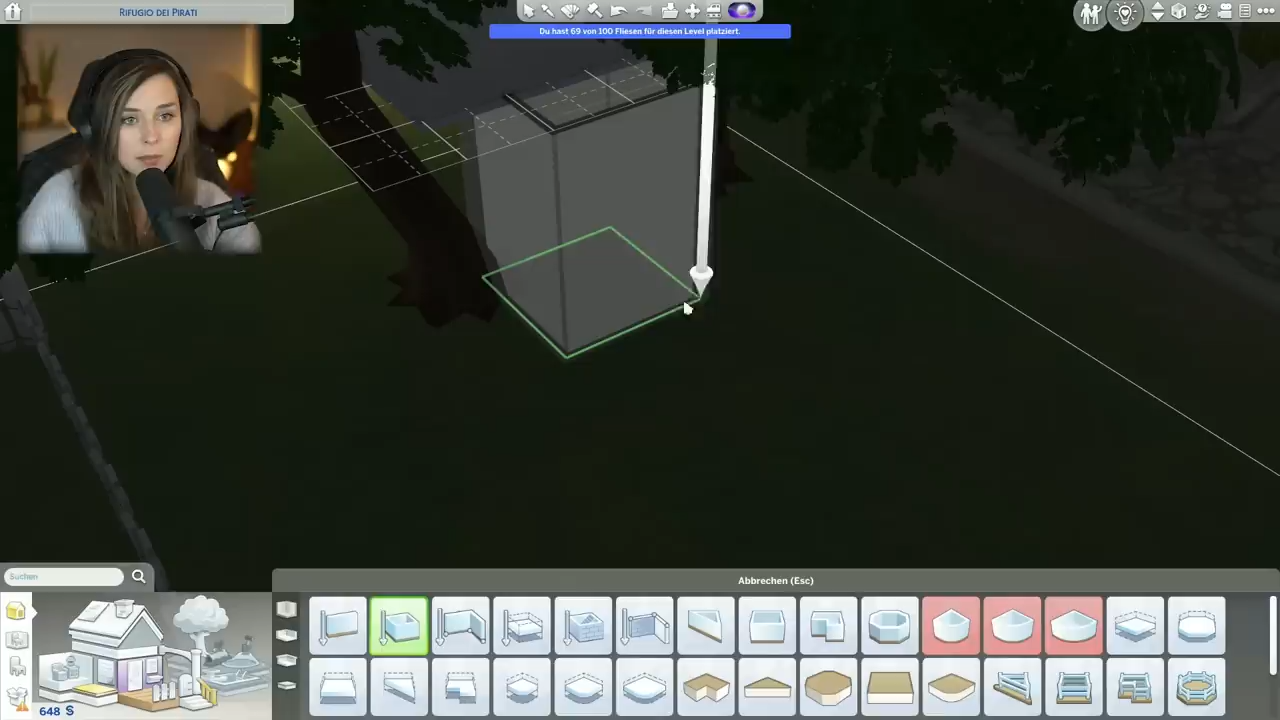 Rifugio dei Pirati
Du hast 69 von 100 Fliesen für diesen Level platziert.
Abbrechen (Esc)
Suchen
648 $